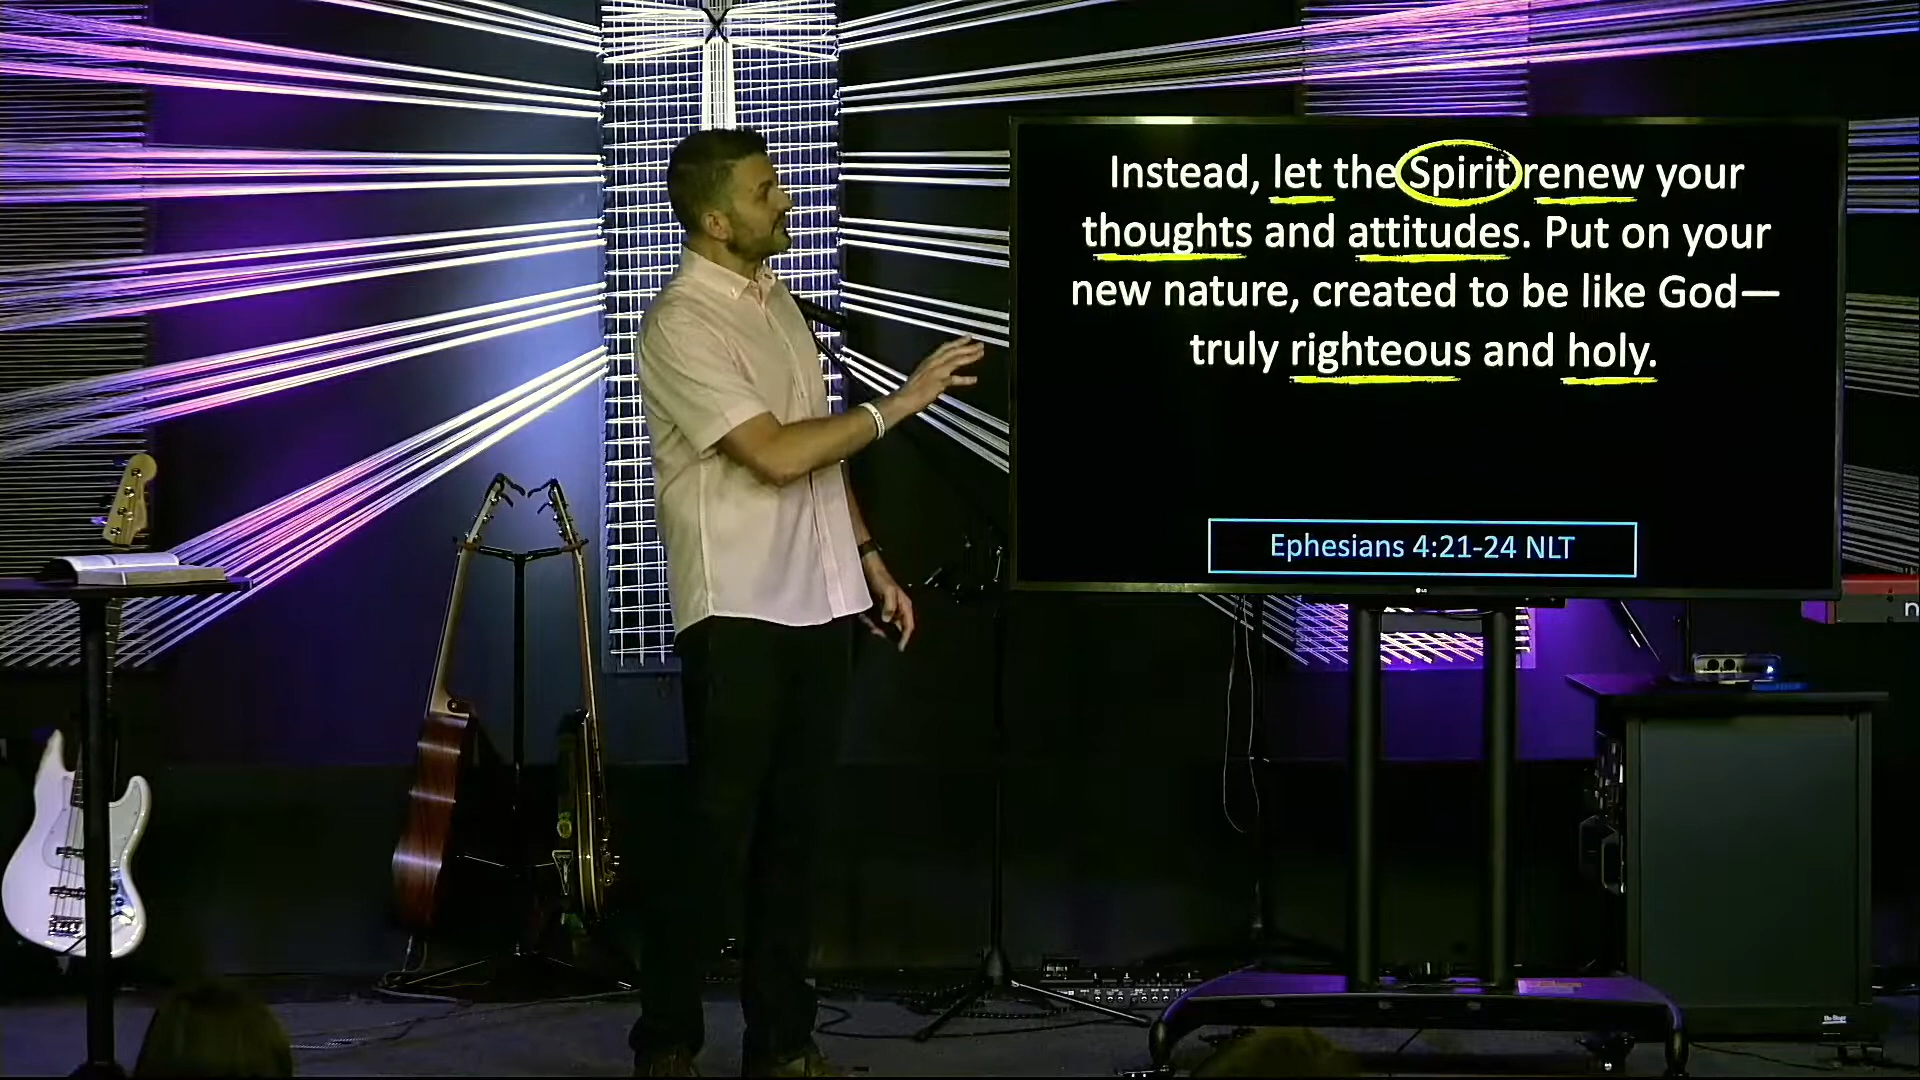 Instead, let the Spirit renew your
thoughts and attitudes. Put on your
new nature, created to be like God—
truly righteous and holy.
Ephesians 4:21-24 NLT
LG
n